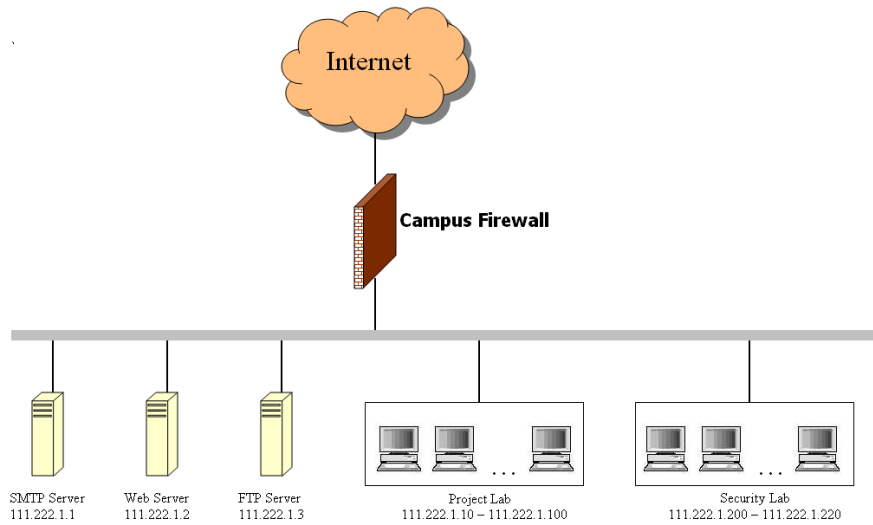 Internet
Campus Firewall
. . .
. . .
SMTP Server
111.222.1.1
Web Server
111.222.1.2
FTP Server
111.222.1.3
Project Lab
111.222.1.10 – 111.222.1.100
Security Lab
111.222.1.200 – 111.222.1.220